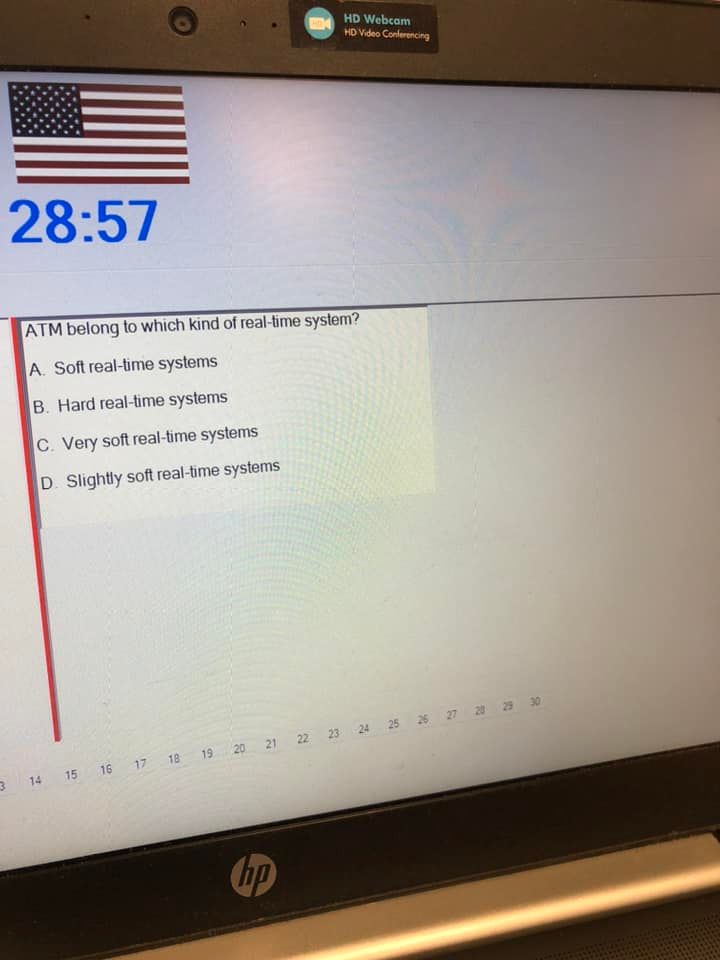 HD Webcam
HD Video Conferencing
28:57
ATM belong to which kind of real-time system?
A. Soft real-time systems
B. Hard real-time systems
C. Very soft real-time systems
D. Slightly soft real-time systems
3 14 15 16 17 18 19 20 21 22 23 24 25 26 27 28 29 30
hp